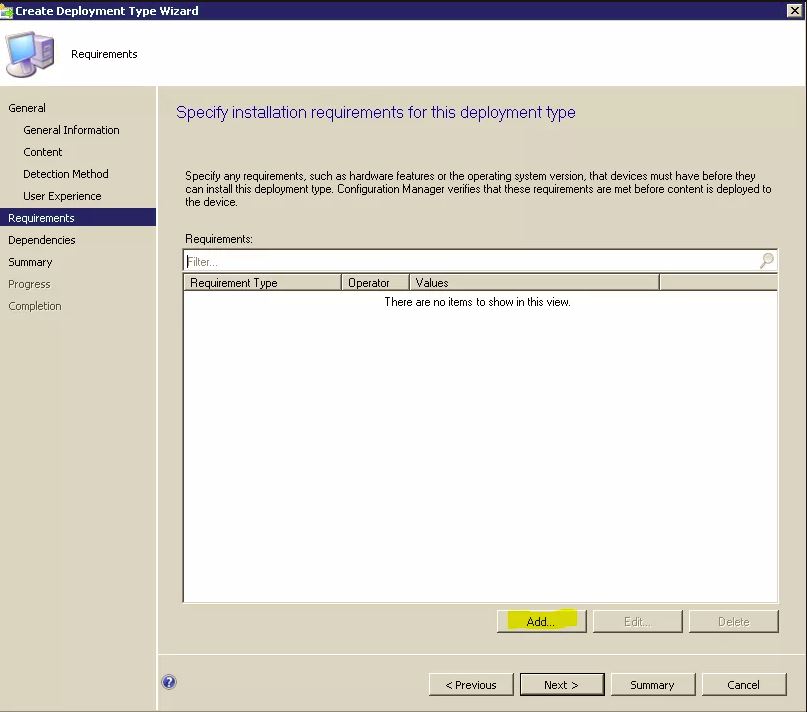 Create Deployment Type Wizard
Requirements
General
General Information
Content
Detection Method
User Experience
Requirements
Dependencies
Summary
Progress
Completion
Specify installation requirements for this deployment type
Specify any requirements, such as hardware features or the operating system version, that devices must have before they
can install this deployment type. Configuration Manager verifies that these requirements are met before content is deployed to
the device.
Requirements:
Filter...
Requirement Type Operator Values
There are no items to show in this view.
Add... Edit... Delete
< Previous Next > Summary Cancel